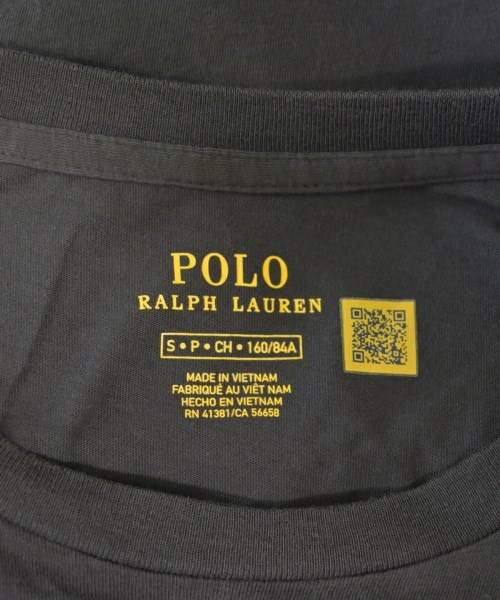 POLO
RALPH LAUREN
S • P • CH • 160/84A
MADE IN VIETNAM
FABRIQUÉ AU VIÊT NAM
HECHO EN VIETNAM
RN 41381/CA 56658